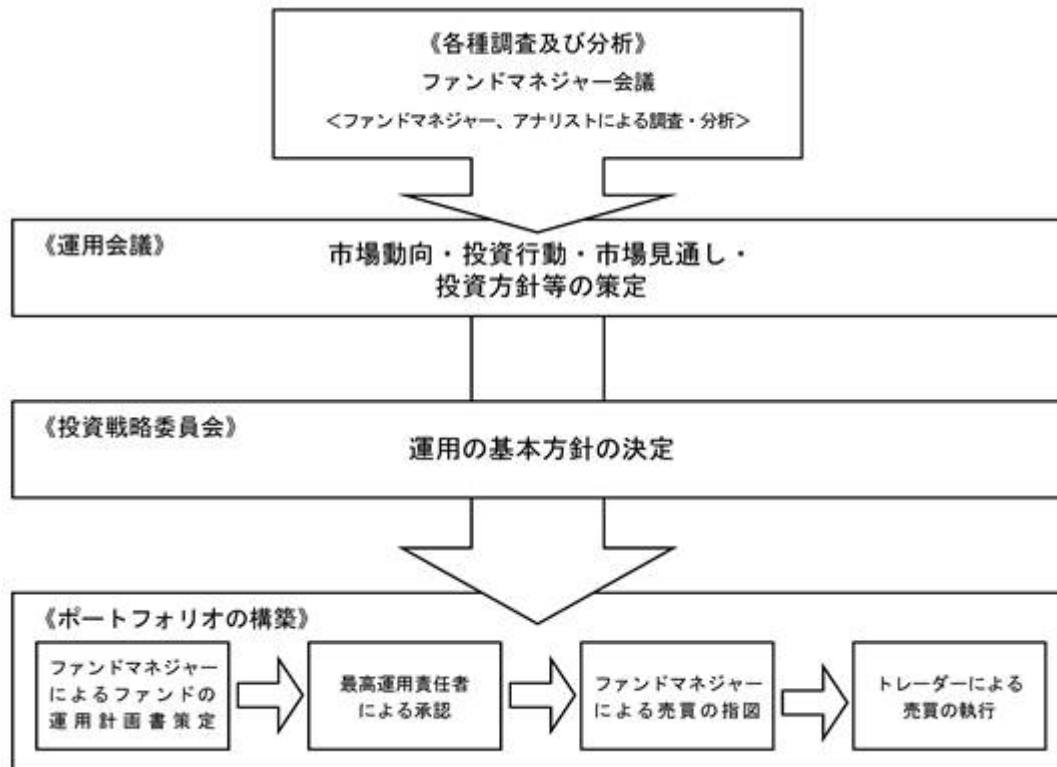 《各種調査及び分析》
ファンドマネジャー会議
＜ファンドマネジャー、アナリストによる調査・分析＞
《運用会議》
市場動向・投資行動・市場見通し・
投資方針等の策定
《投資戦略委員会》
運用の基本方針の決定
《ポートフォリオの構築》
ファンドマネジャー
によるファンドの
運用計画書策定
最高運用責任者
による承認
ファンドマネジャー
による売買の指図
トレーダーによる
売買の執行